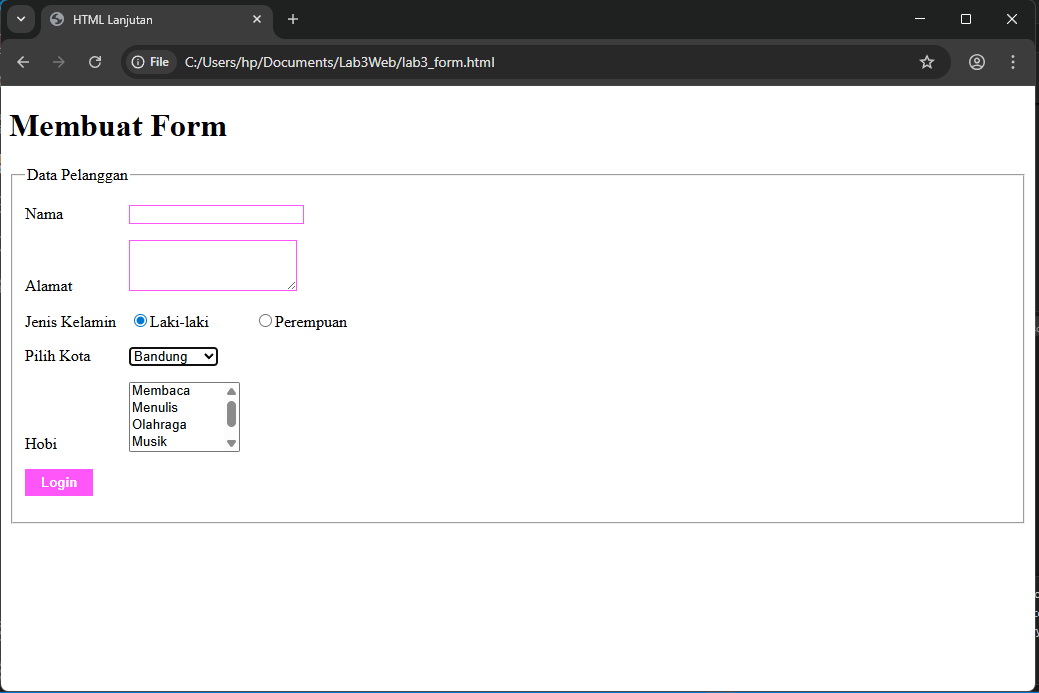 HTML Lanjutan
File C:/Users/hp/Documents/Lab3Web/lab3_form.html
Membuat Form
Data Pelanggan
Nama
Alamat
Jenis Kelamin Laki-laki Perempuan
Pilih Kota Bandung
Membaca
Menulis
Olahraga
Musik
Hobi
Login